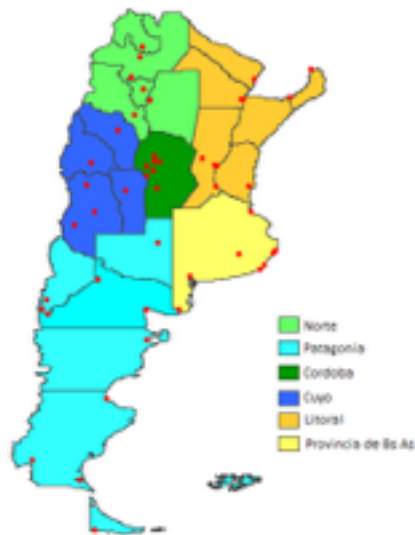 Norte
Patagonia
Cordoba
Cuyo
Litoral
Provincia de Bs As